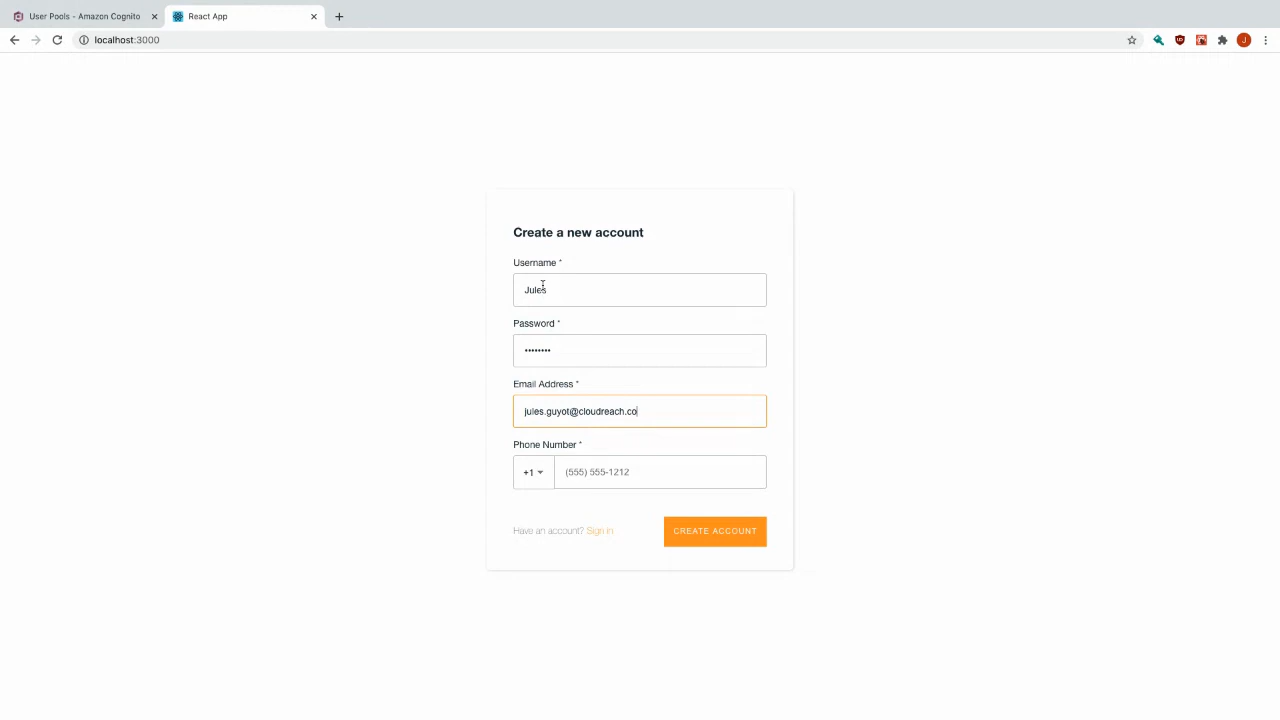 User Pools - Amazon Cognito
React App
localhost:3000
J
Create a new account
Username *
Jules
Password *
••••••••
Email Address *
jules.guyot@cloudreach.co
Phone Number *
+1 (555) 555-1212
Have an account? Sign in CREATE ACCOUNT